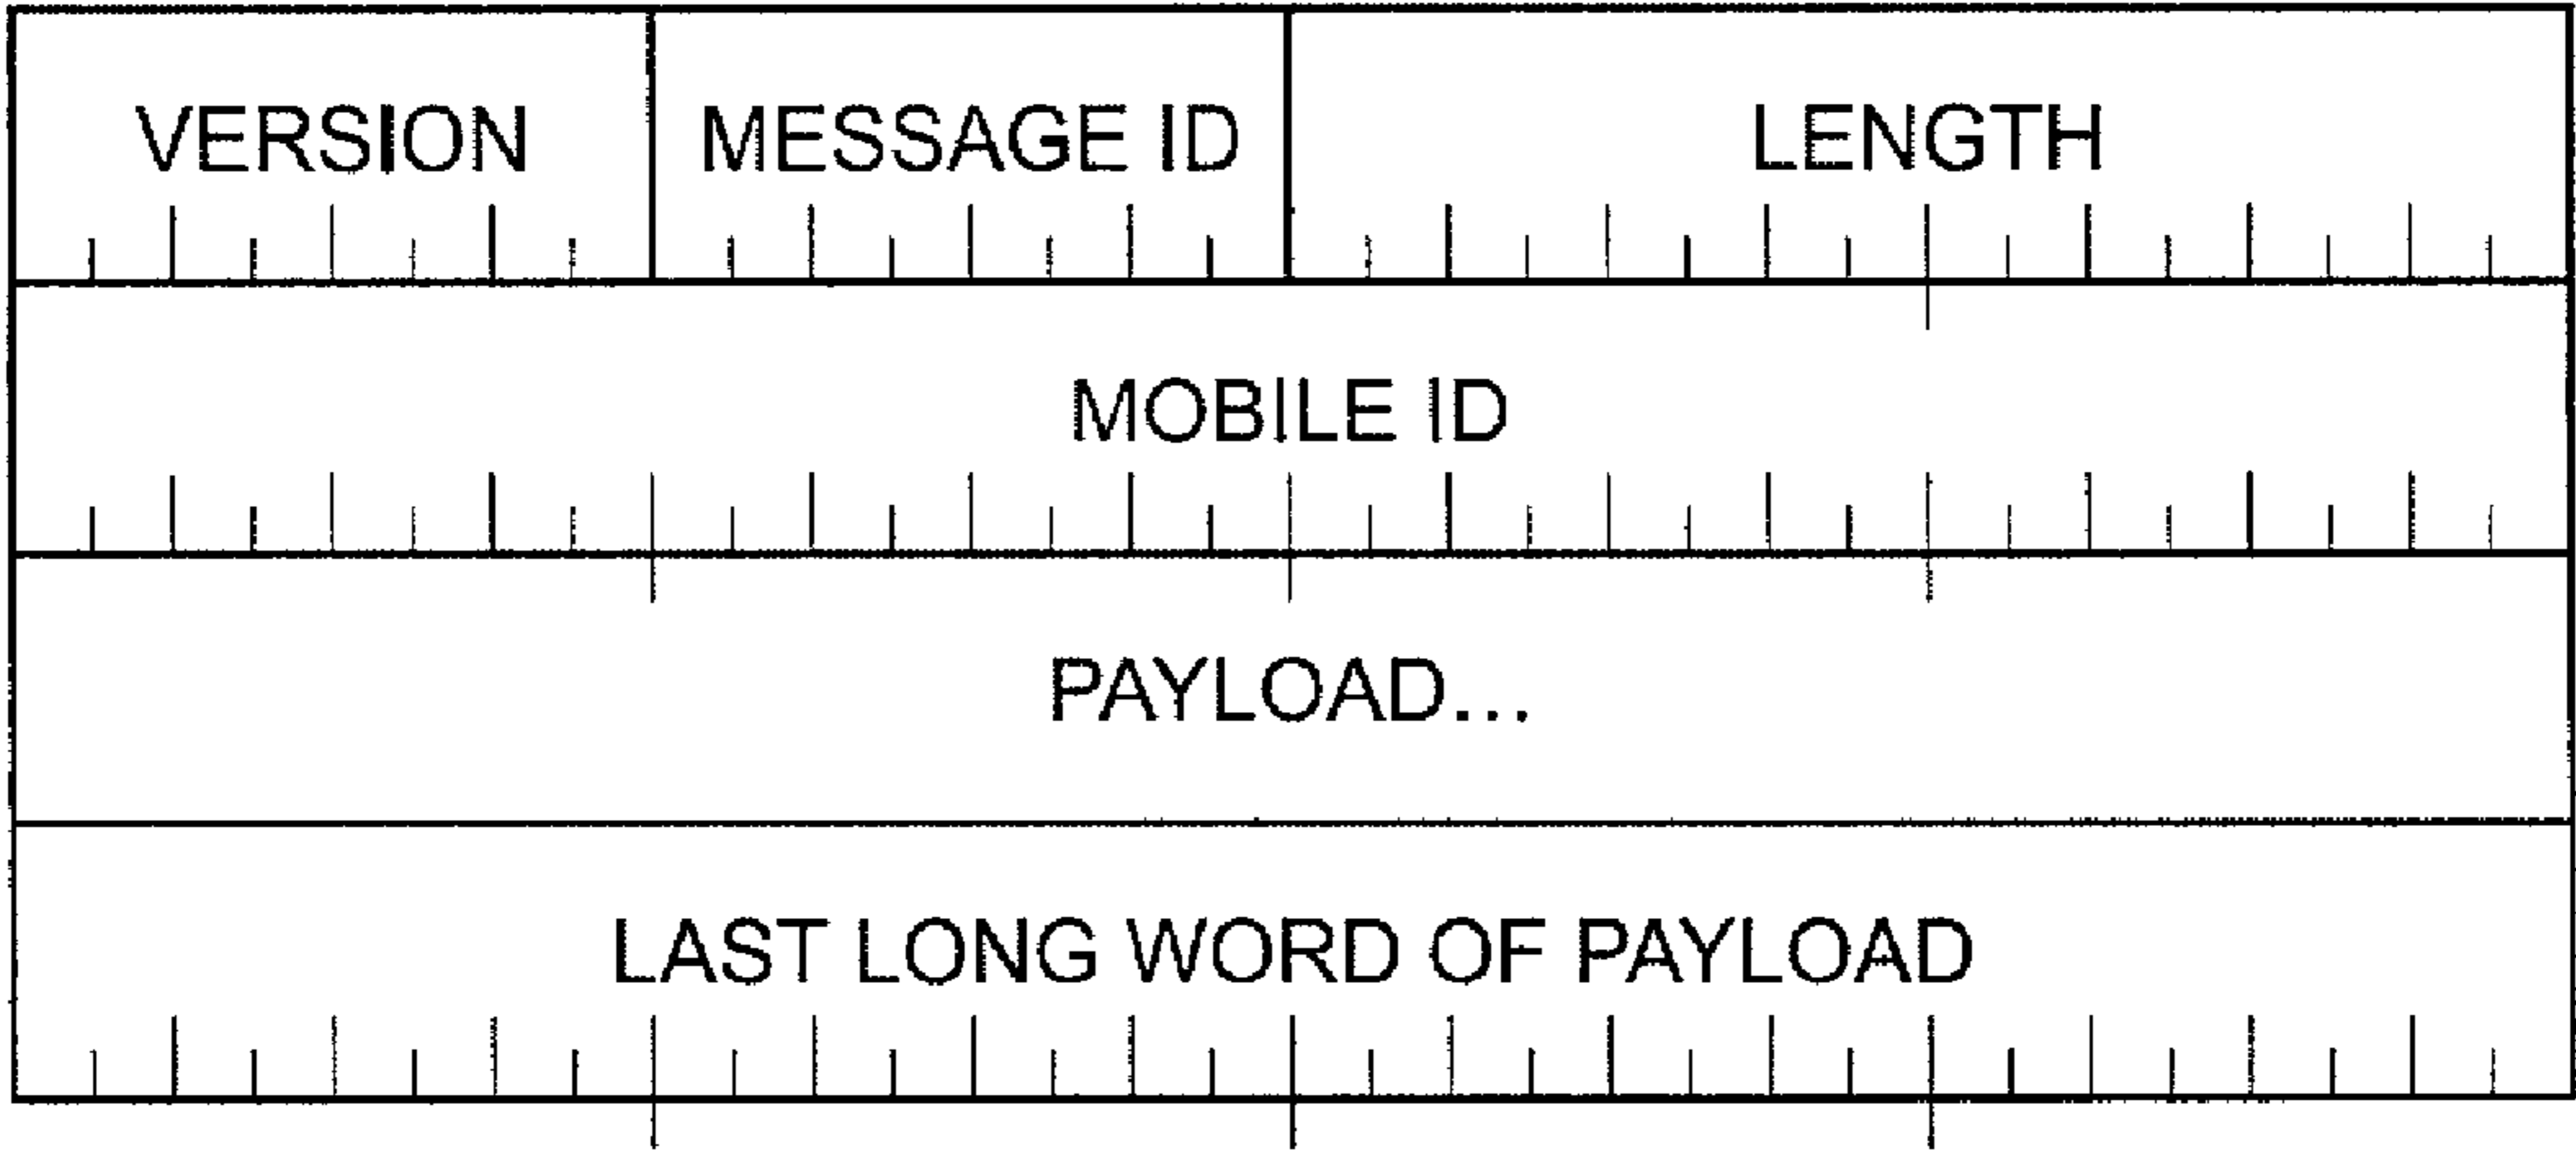 VERSION MESSAGE ID LENGTH
MOBILE ID
PAYLOAD...
LAST LONG WORD OF PAYLOAD